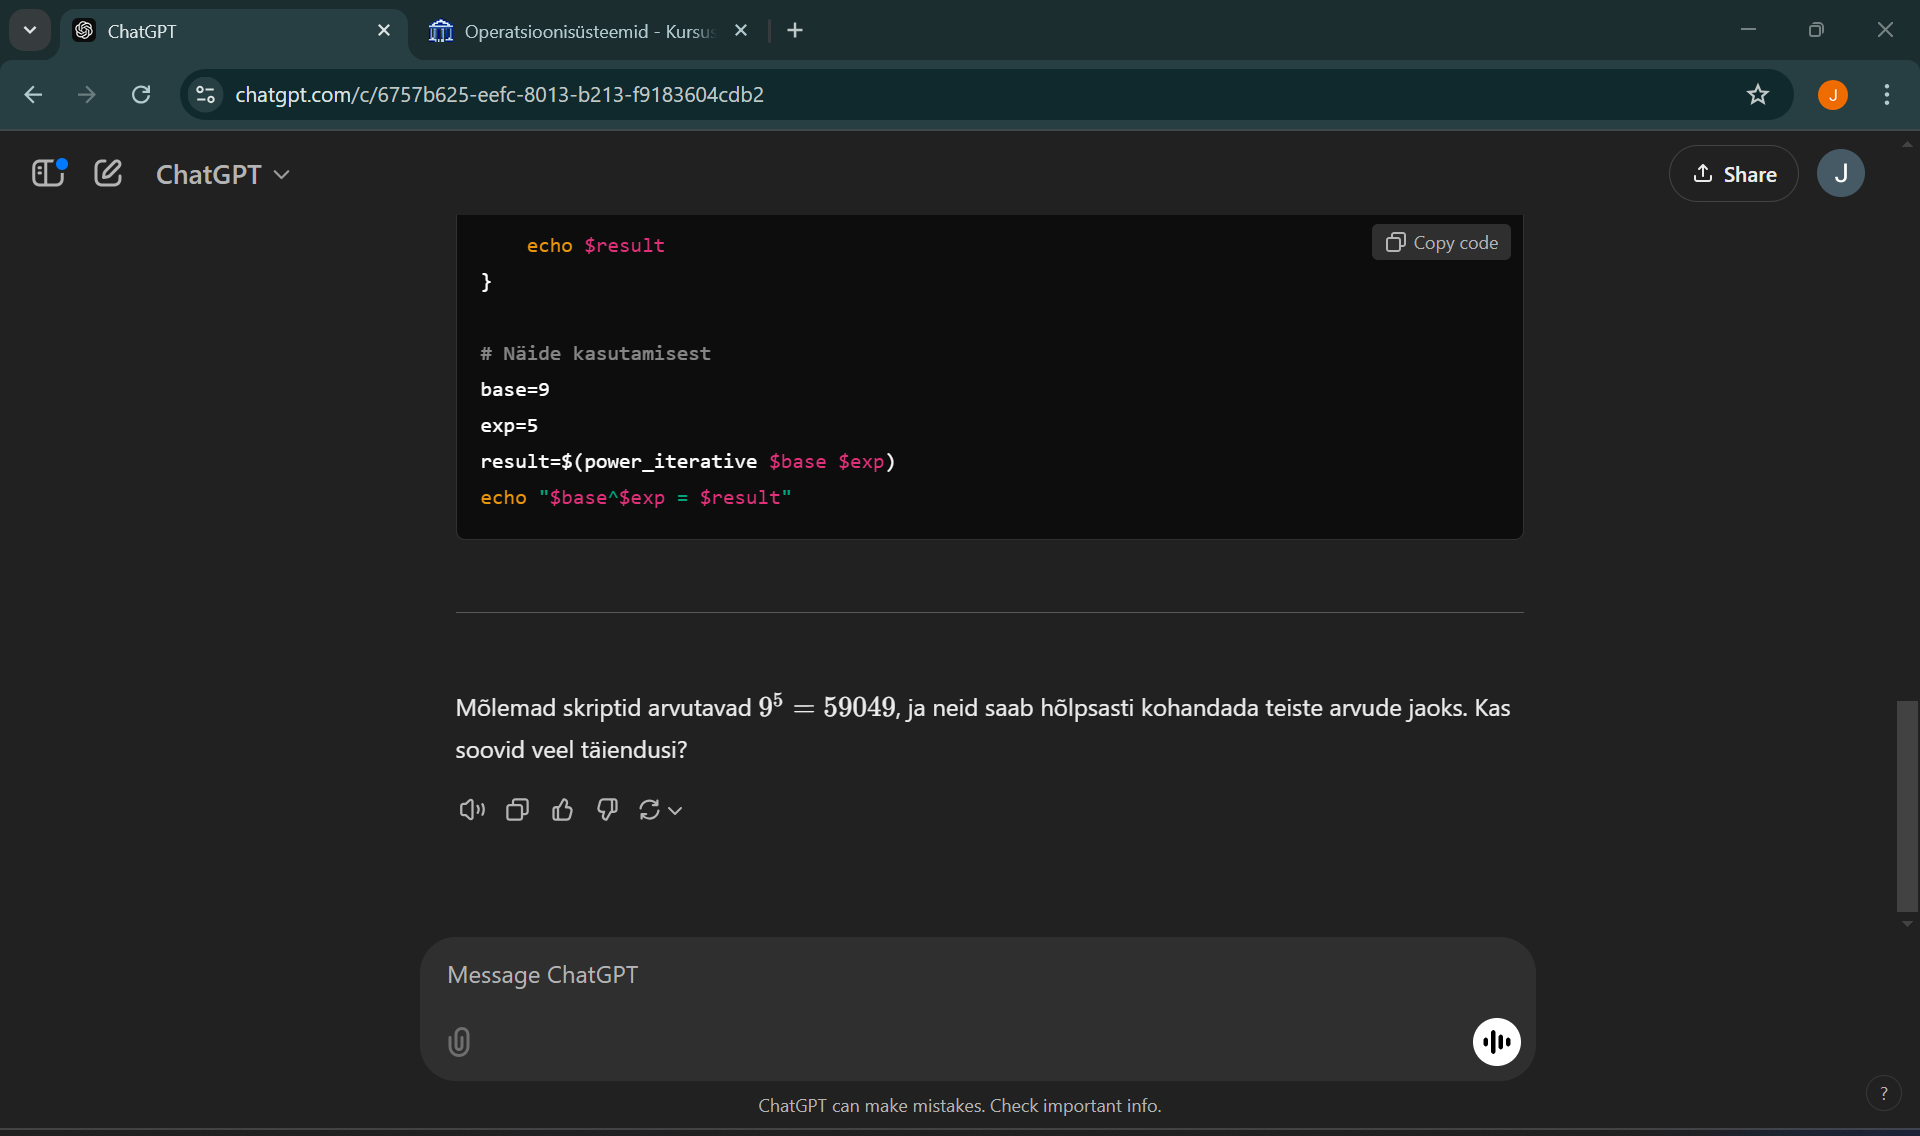 ChatGPT
Operatsioonisüsteemid - Kursus
chatgpt.com/c/6757b625-eefc-8013-b213-f9183604cdb2
J
ChatGPT
Share
J
echo $result
Copy code
}
# Näide kasutamisest
base=9
exp=5
result=$(power_iterative $base $exp)
echo "$base^$exp = $result"
Mõlemad skriptid arvutavad 9⁵ = 59049, ja neid saab hõlpsasti kohandada teiste arvude jaoks. Kas
soovid veel täiendusi?
Message ChatGPT
ChatGPT can make mistakes. Check important info.
?